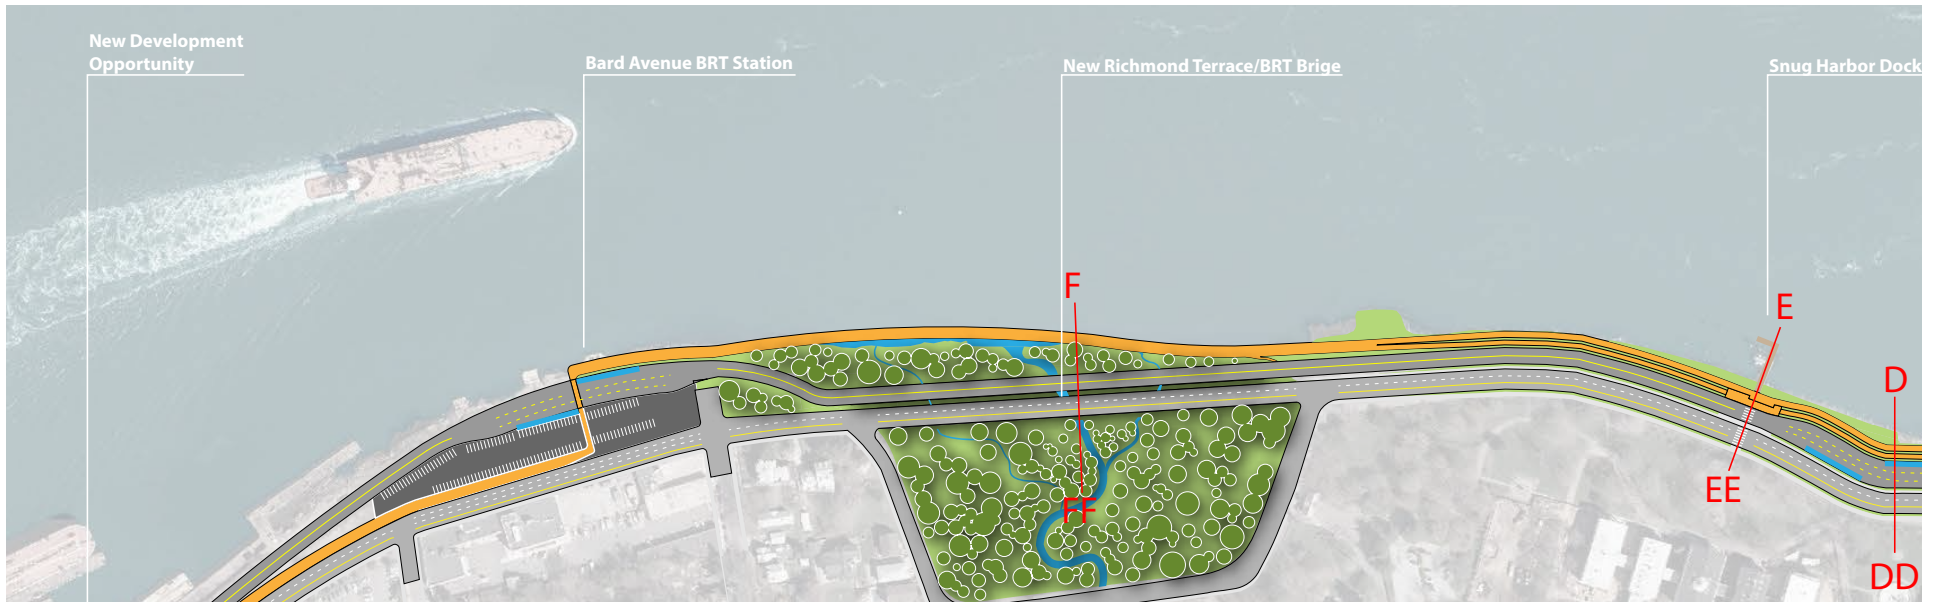 New Development
Opportunity
Bard Avenue BRT Station
New Richmond Terrace/BRT Brige
Snug Harbor Dock
F
E
D
EE
FF
DD